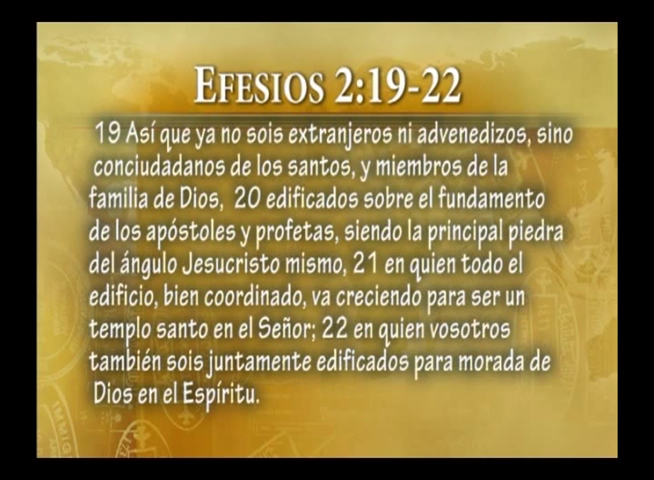 EFESIOS 2:19-22
19 Así que ya no sois extranjeros ni advenedizos, sino
conciudadanos de los santos, y miembros de la
familia de Dios, 20 edificados sobre el fundamento
de los apóstoles y profetas, siendo la principal piedra
del ángulo Jesucristo mismo, 21 en quien todo el
edificio, bien coordinado, va creciendo para ser un
templo santo en el Señor; 22 en quien vosotros
también sois juntamente edificados para morada de
Dios en el Espíritu.
IMMIG